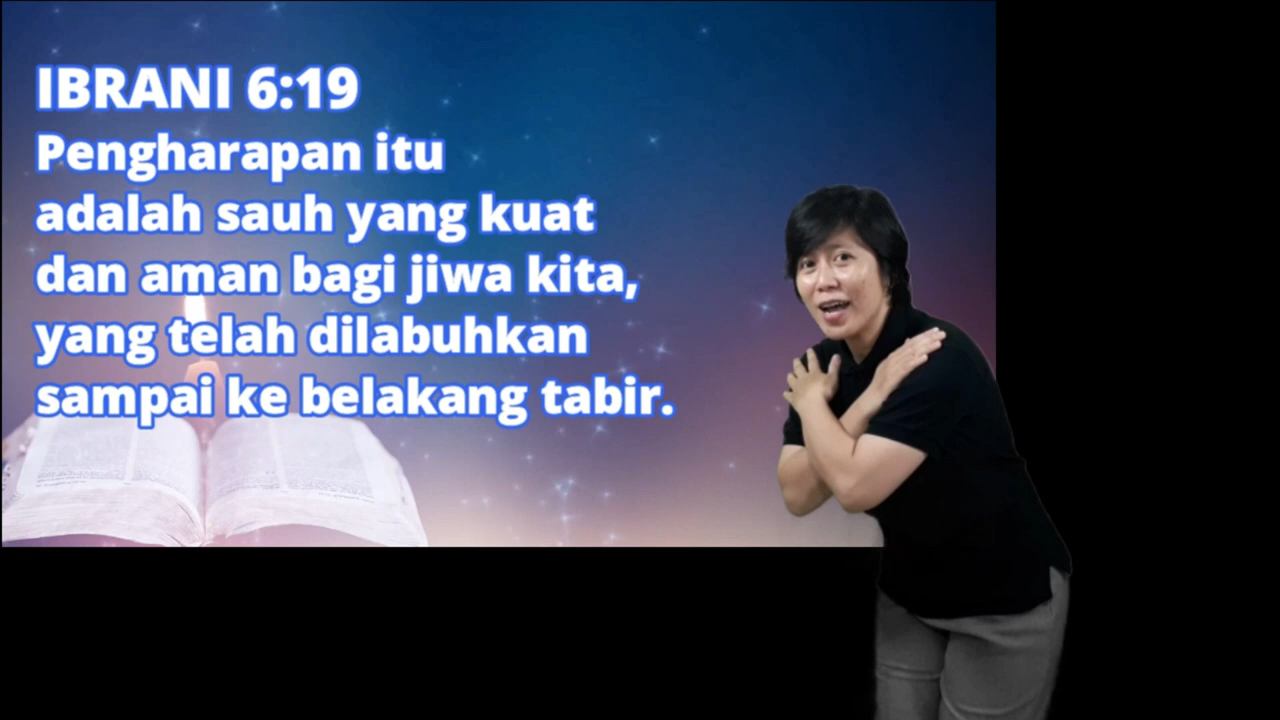 IBRANI 6:19
Pengharapan itu
adalah sauh yang kuat
dan aman bagi jiwa kita,
yang telah dilabuhkan
sampai ke belakang tabir.